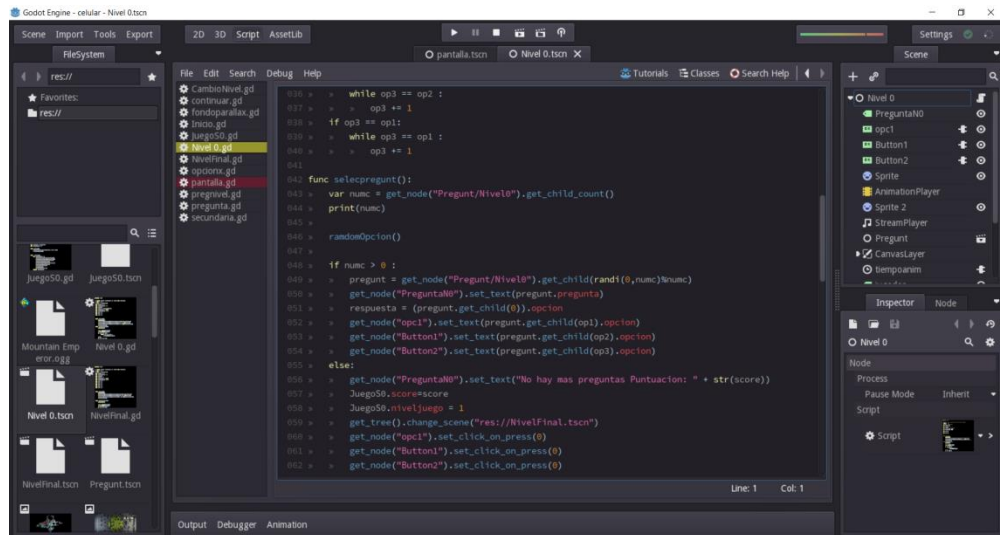 Godot Engine - celular - Nivel 0.tscn
Scene Import Tools Export
2D 3D Script AssetLib
Settings
FileSystem
pantalla.tscn
Nivel 0.tscn
Scene
res://
Favorites:
res://
JuegoS0.gd
JuegoS0.tscn
Mountain Emp
eror.ogg
Nivel 0.gd
Nivel 0.tscn
NivelFinal.gd
NivelFinal.tscn
Pregunt.tscn
File Edit Search Debug Help
Tutorials Classes Search Help
CambioNivel.gd
continuar.gd
fondoparallax.gd
Inicio.gd
JuegoS0.gd
Nivel 0.gd
NivelFinal.gd
opcionx.gd
pantalla.gd
pregnivel.gd
pregunta.gd
secundaria.gd
036 while op3 == op2 :
037 op3 += 1
038 if op3 == op1:
039 while op3 == op1 :
040 op3 += 1
041
042 func selecpregunt():
043 var numc = get_node("Pregunt/Nivel0").get_child_count()
044 print(numc)
045
046 ramdomOpcion()
047
048 if numc > 0 :
049 pregunt = get_node("Pregunt/Nivel0").get_child(randi(0,numc)%numc)
050 get_node("PreguntaN0").set_text(pregunt.pregunta)
051 respuesta = (pregunt.get_child(0)).opcion
052 get_node("opc1").set_text(pregunt.get_child(op1).opcion)
053 get_node("Button1").set_text(pregunt.get_child(op2).opcion)
054 get_node("Button2").set_text(pregunt.get_child(op3).opcion)
055 else:
056 get_node("PreguntaN0").set_text("No hay mas preguntas Puntuacion: " + str(score))
057 JuegoS0.score=score
058 JuegoS0.niveljuego = 1
059 get_tree().change_scene("res://NivelFinal.tscn")
060 get_node("opc1").set_click_on_press(0)
061 get_node("Button1").set_click_on_press(0)
062 get_node("Button2").set_click_on_press(0)
Line: 1 Col: 1
Output Debugger Animation
Nivel 0
PreguntaN0
opc1
Button1
Button2
Sprite
AnimationPlayer
Sprite 2
StreamPlayer
Pregunt
CanvasLayer
tiempoanim
Inspector Node
Nivel 0
Node
Process
Pause Mode Inherit
Script
Script